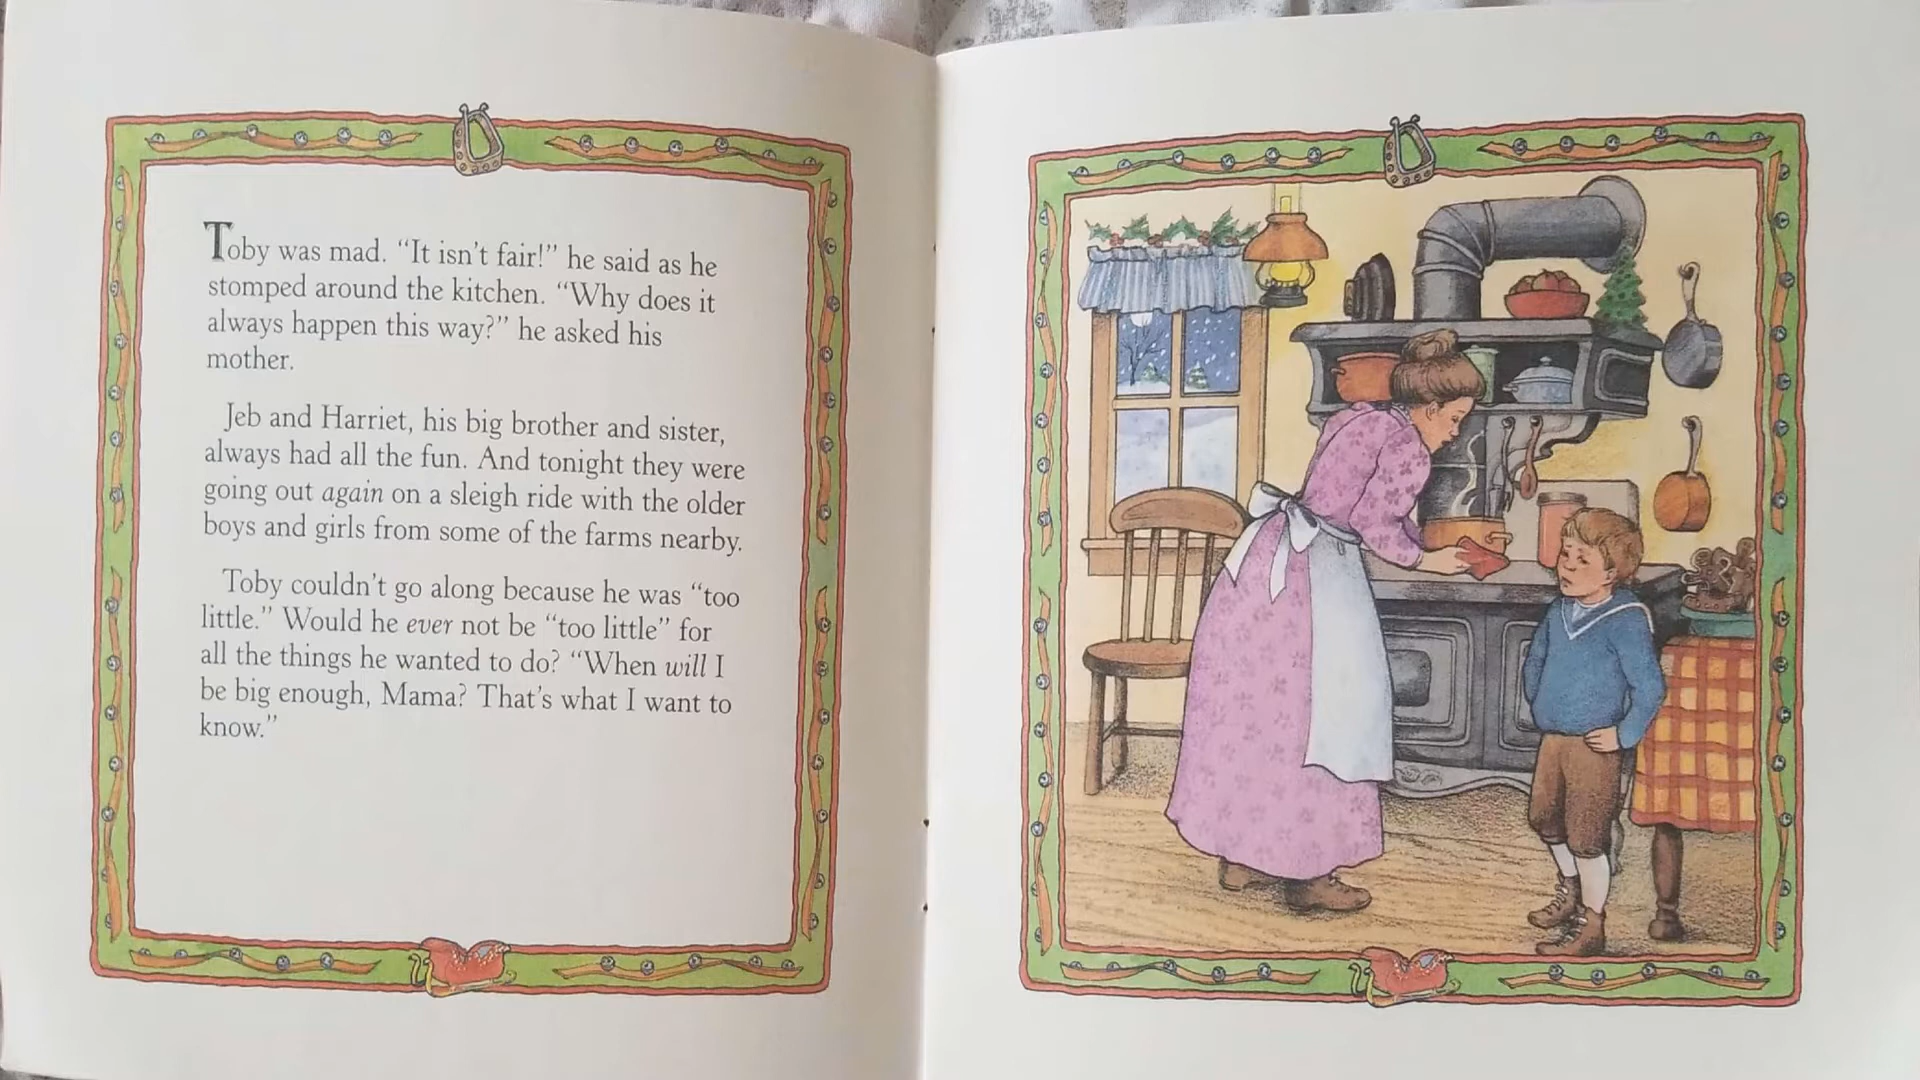 Toby was mad. “It isn’t fair!” he said as he
stomped around the kitchen. “Why does it
always happen this way?” he asked his
mother.
Jeb and Harriet, his big brother and sister,
always had all the fun. And tonight they were
going out again on a sleigh ride with the older
boys and girls from some of the farms nearby.
Toby couldn’t go along because he was “too
little.” Would he ever not be “too little” for
all the things he wanted to do? “When will I
be big enough, Mama? That’s what I want to
know.”